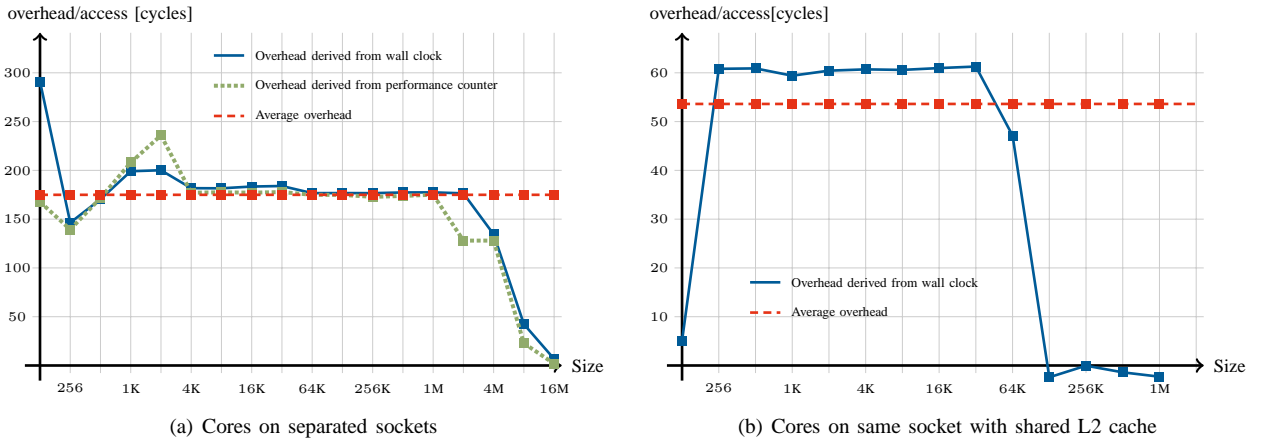 overhead/access [cycles]
300
250
200
150
100
50
Overhead derived from wall clock
Overhead derived from performance counter
Average overhead
256 1K 4K 16K 64K 256K 1M 4M 16M
Size
(a) Cores on separated sockets
overhead/access[cycles]
60
50
40
30
20
10
Overhead derived from wall clock
Average overhead
256 1K 4K 16K 64K 256K 1M
Size
(b) Cores on same socket with shared L2 cache